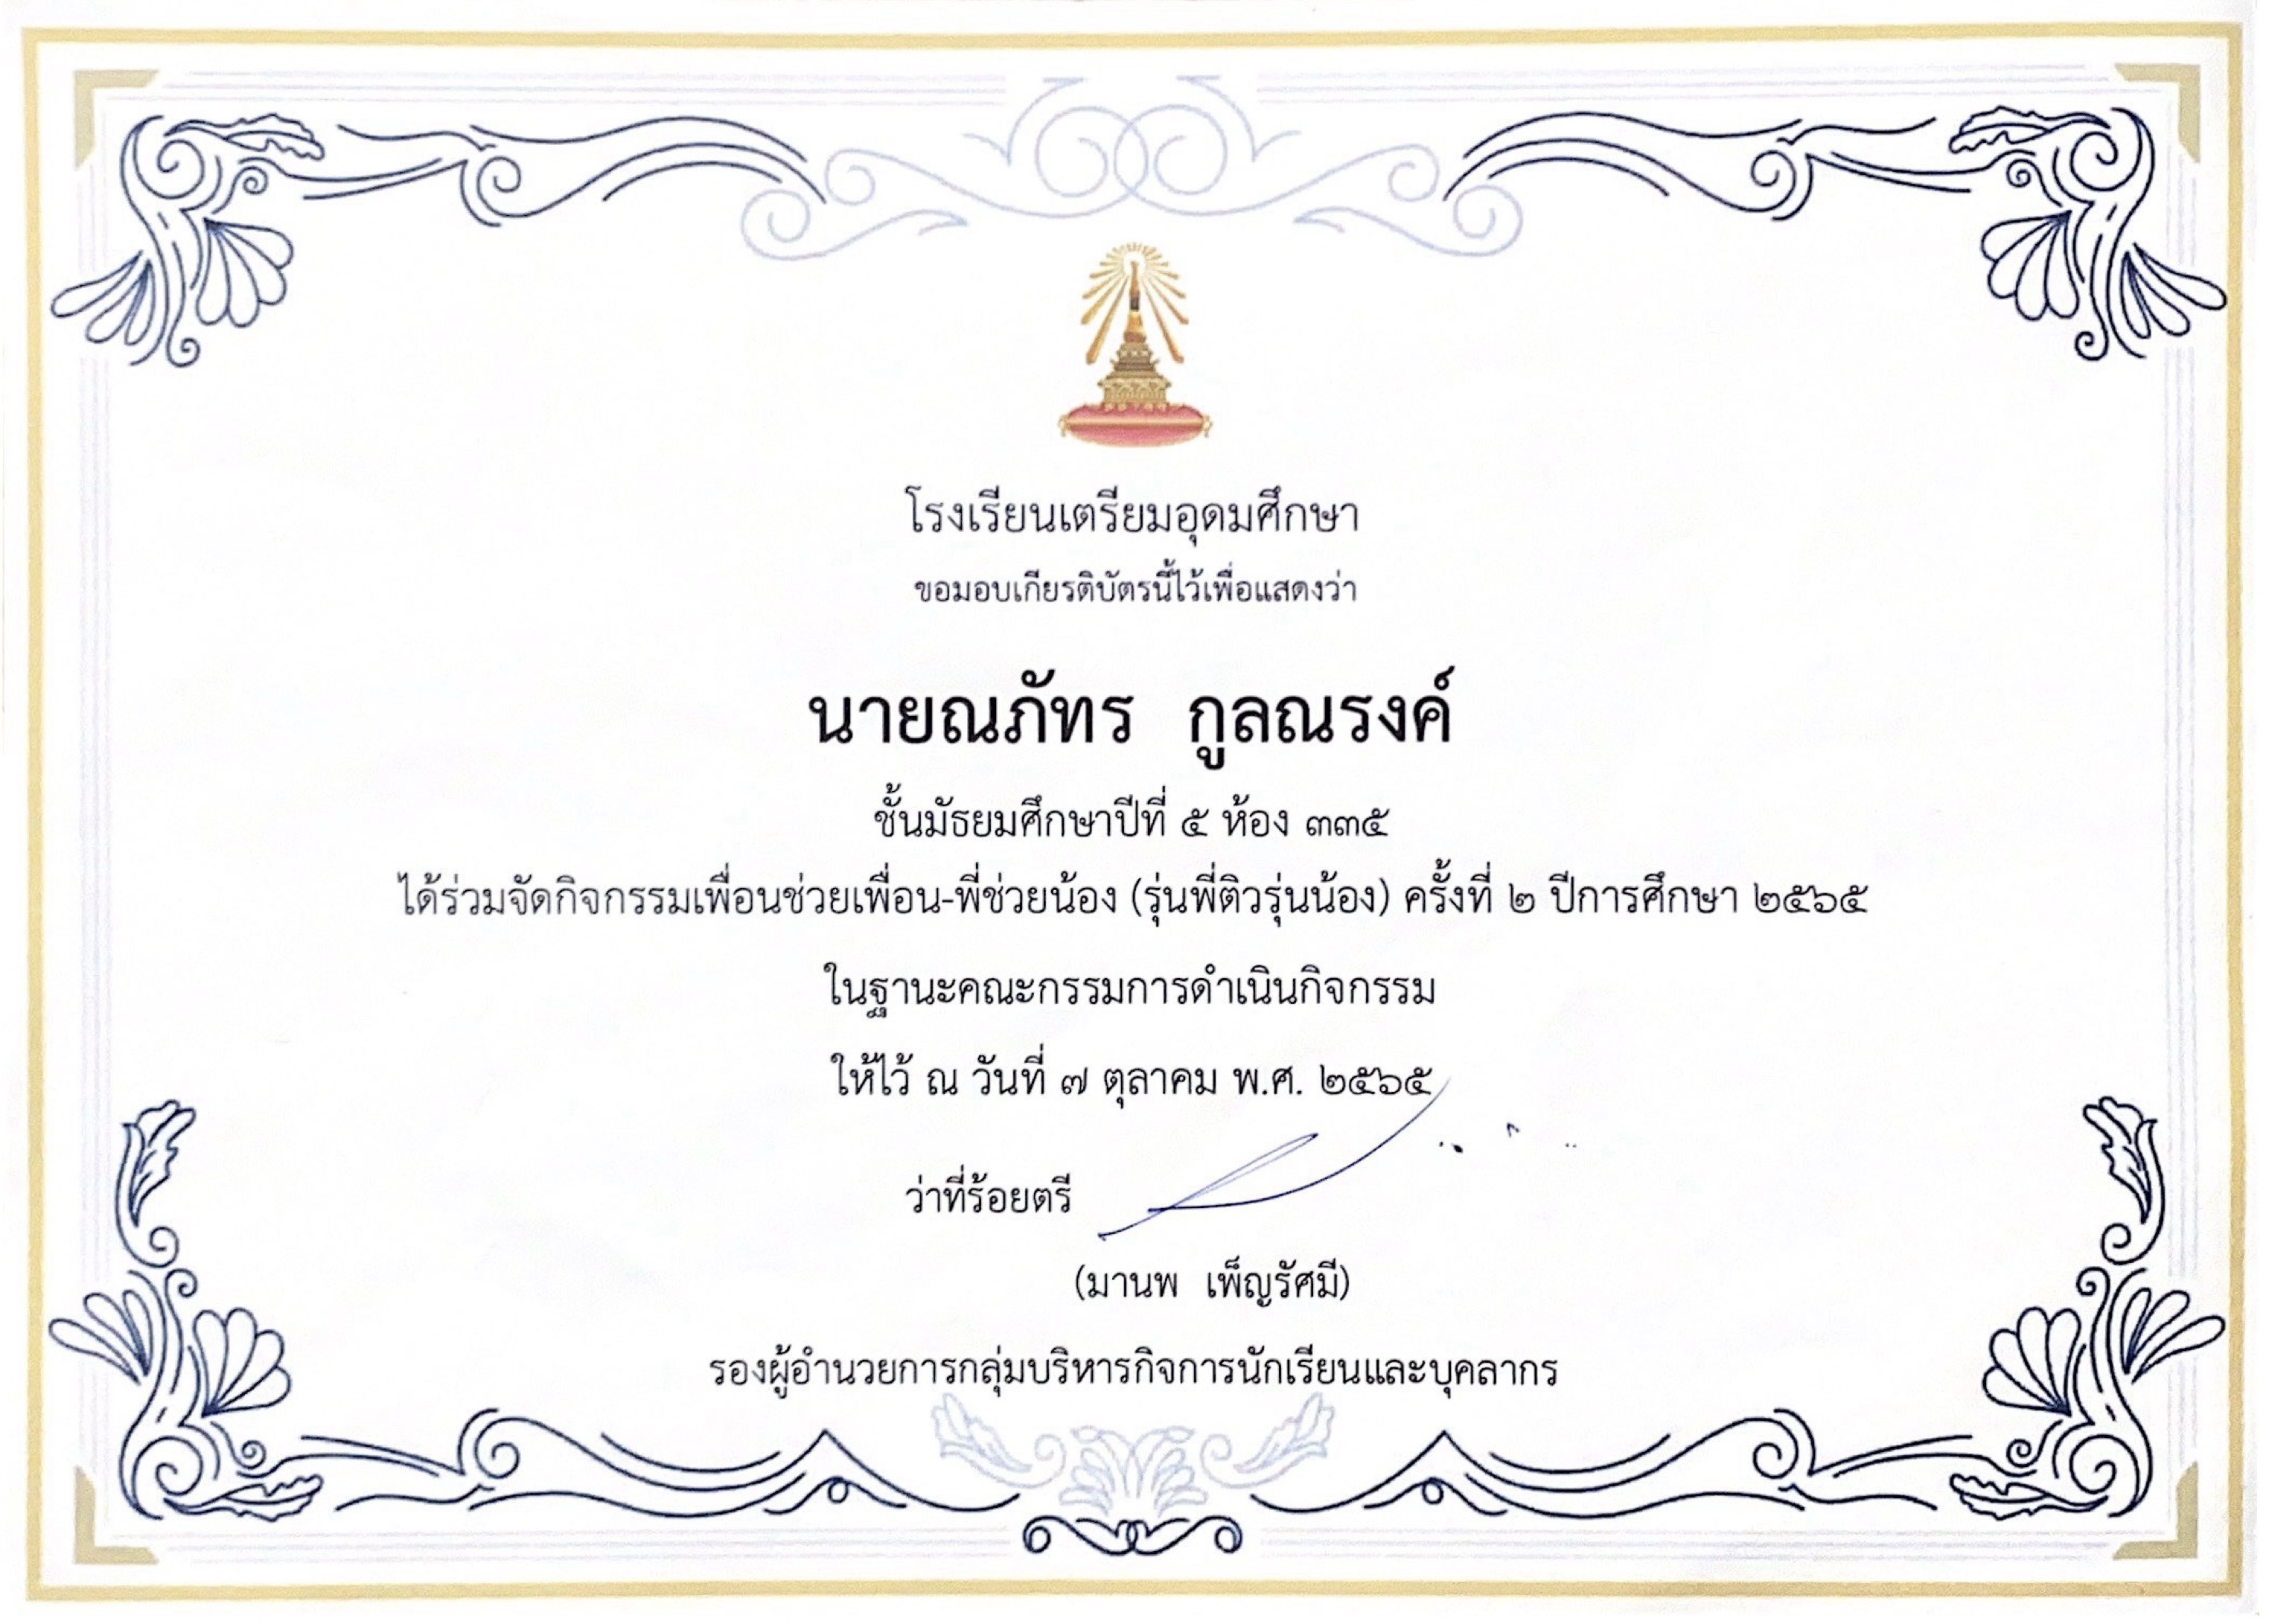 โรงเรียนเตรียมอุดมศึกษา
ขอมอบเกียรติบัตรนี้ไว้เพื่อแสดงว่า
นายณภัทร กูลณรงค์
ชั้นมัธยมศึกษาปีที่ ๕ ห้อง ๓๓๕
ได้ร่วมจัดกิจกรรมเพื่อนช่วยเพื่อน-พี่ช่วยน้อง (รุ่นพี่ติวรุ่นน้อง) ครั้งที่ ๒ ปีการศึกษา ๒๕๖๕
ในฐานะคณะกรรมการดำเนินกิจกรรม
ให้ไว้ ณ วันที่ ๗ ตุลาคม พ.ศ. ๒๕๖๕
ว่าที่ร้อยตรี
(มานพ เพ็ญรัศมี)
รองผู้อำนวยการกลุ่มบริหารกิจการนักเรียนและบุคลากร